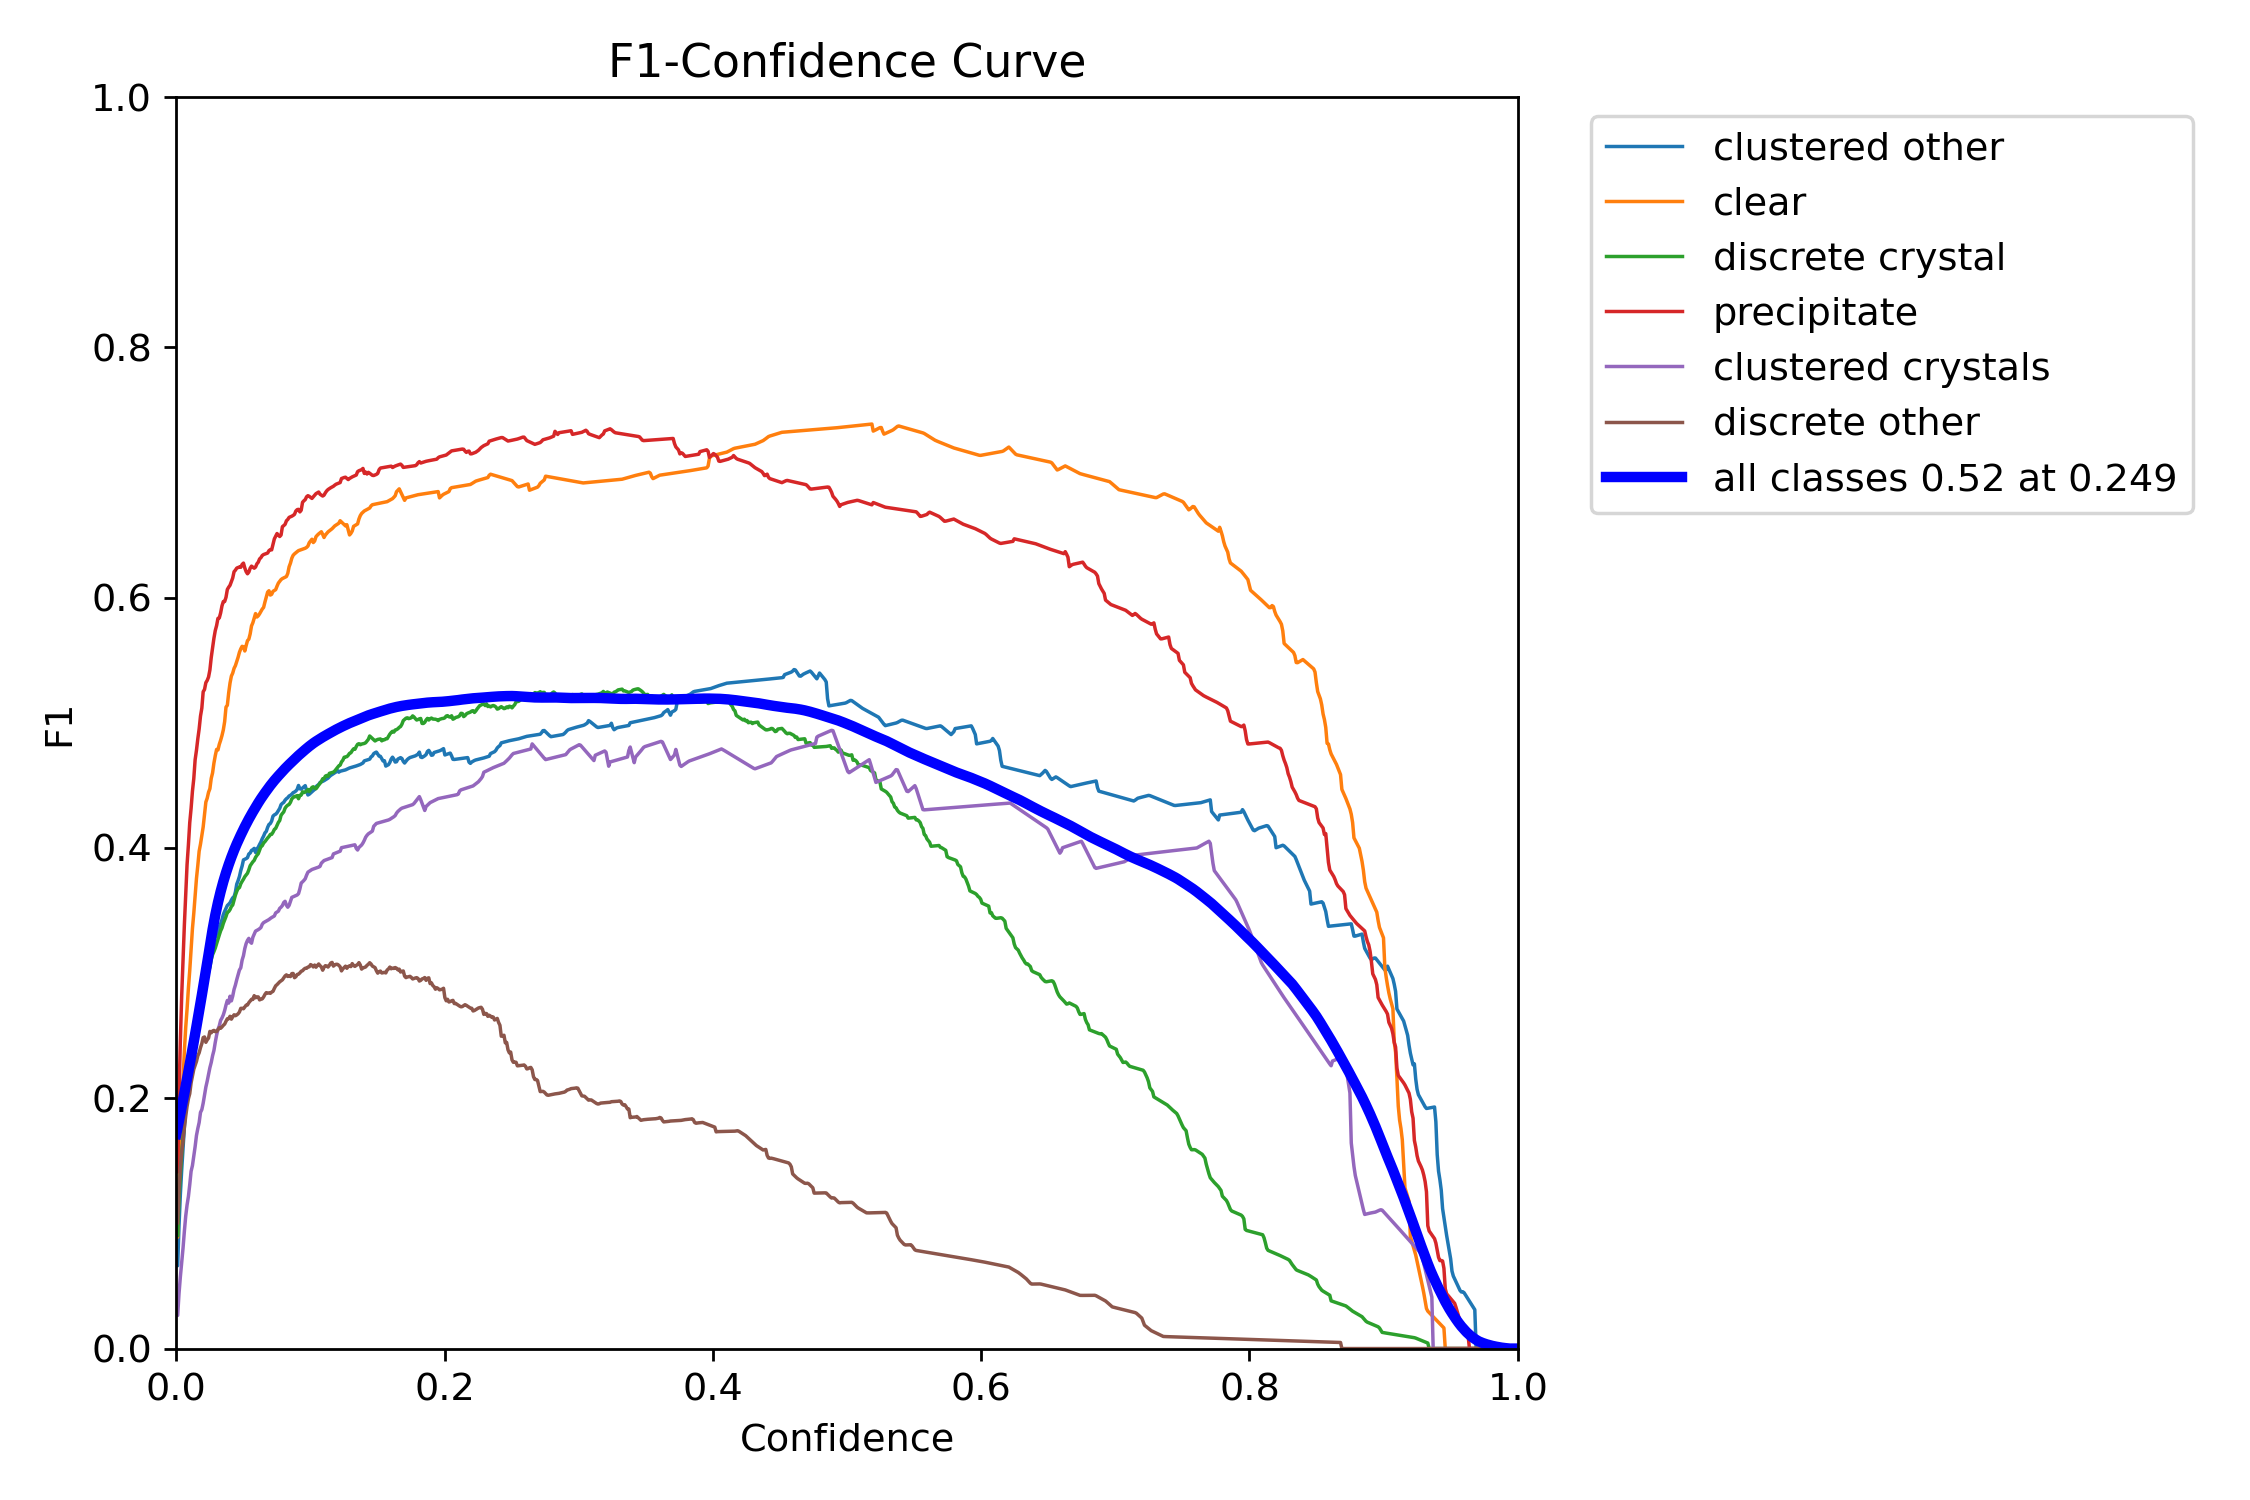 F1-Confidence Curve
1.0
0.8
0.6
0.4
0.2
0.0
F1
0.0 0.2 0.4 0.6 0.8 1.0
Confidence
clustered other
clear
discrete crystal
precipitate
clustered crystals
discrete other
all classes 0.52 at 0.249